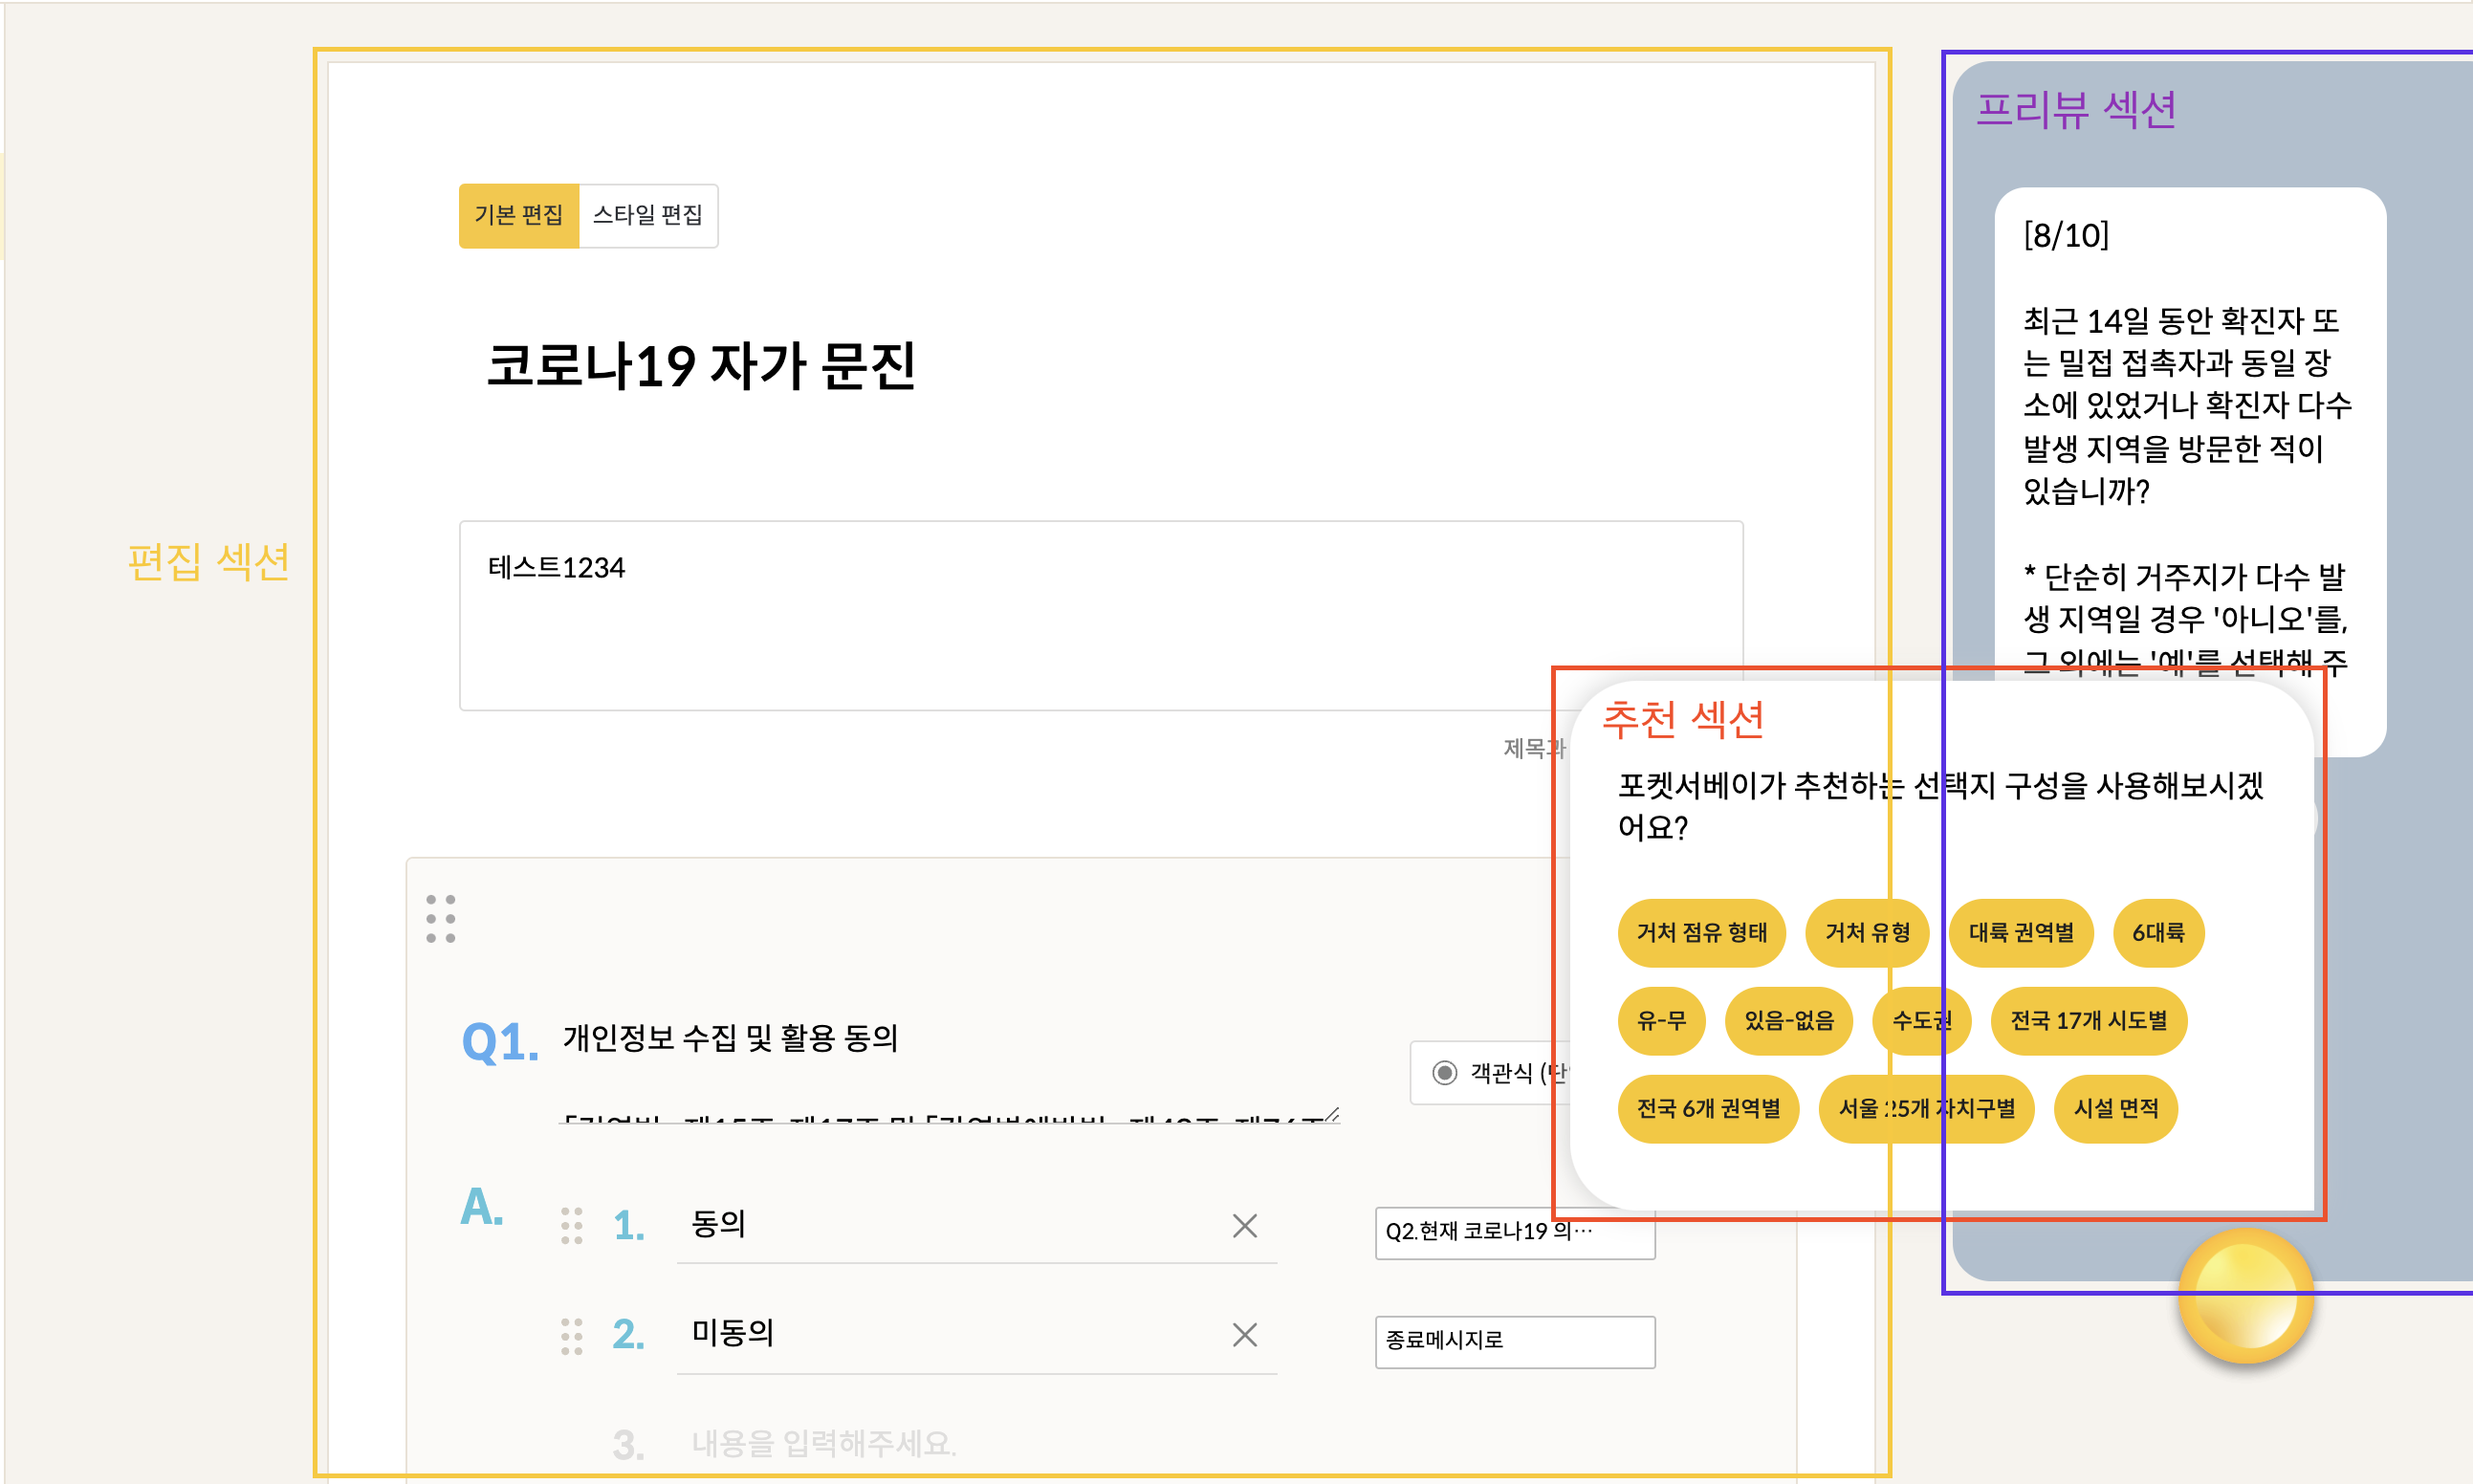 편집 섹션
기본 편집
스타일 편집
코로나19 자가 문진
테스트1234
제목과
Q1.
개인정보 수집 및 활용 동의
객관식 (단
A.
1.
동의
Q2.현재 코로나19 의…
2.
미동의
종료메시지로
3.
내용을 입력해주세요.
프리뷰 섹션
[8/10]
최근 14일 동안 확진자 또
는 밀접 접촉자과 동일 장
소에 있었거나 확진자 다수
발생 지역을 방문한 적이
있습니까?
* 단순히 거주지가 다수 발
생 지역일 경우 '아니오'를,
그 외에는 '예'를 선택해 주
추천 섹션
포켓서베이가 추천하는 선택지 구성을 사용해보시겠
어요?
거처 점유 형태
거처 유형
대륙 권역별
6대륙
유-무
있음-없음
수도권
전국 17개 시도별
전국 6개 권역별
서울 25개 자치구별
시설 면적